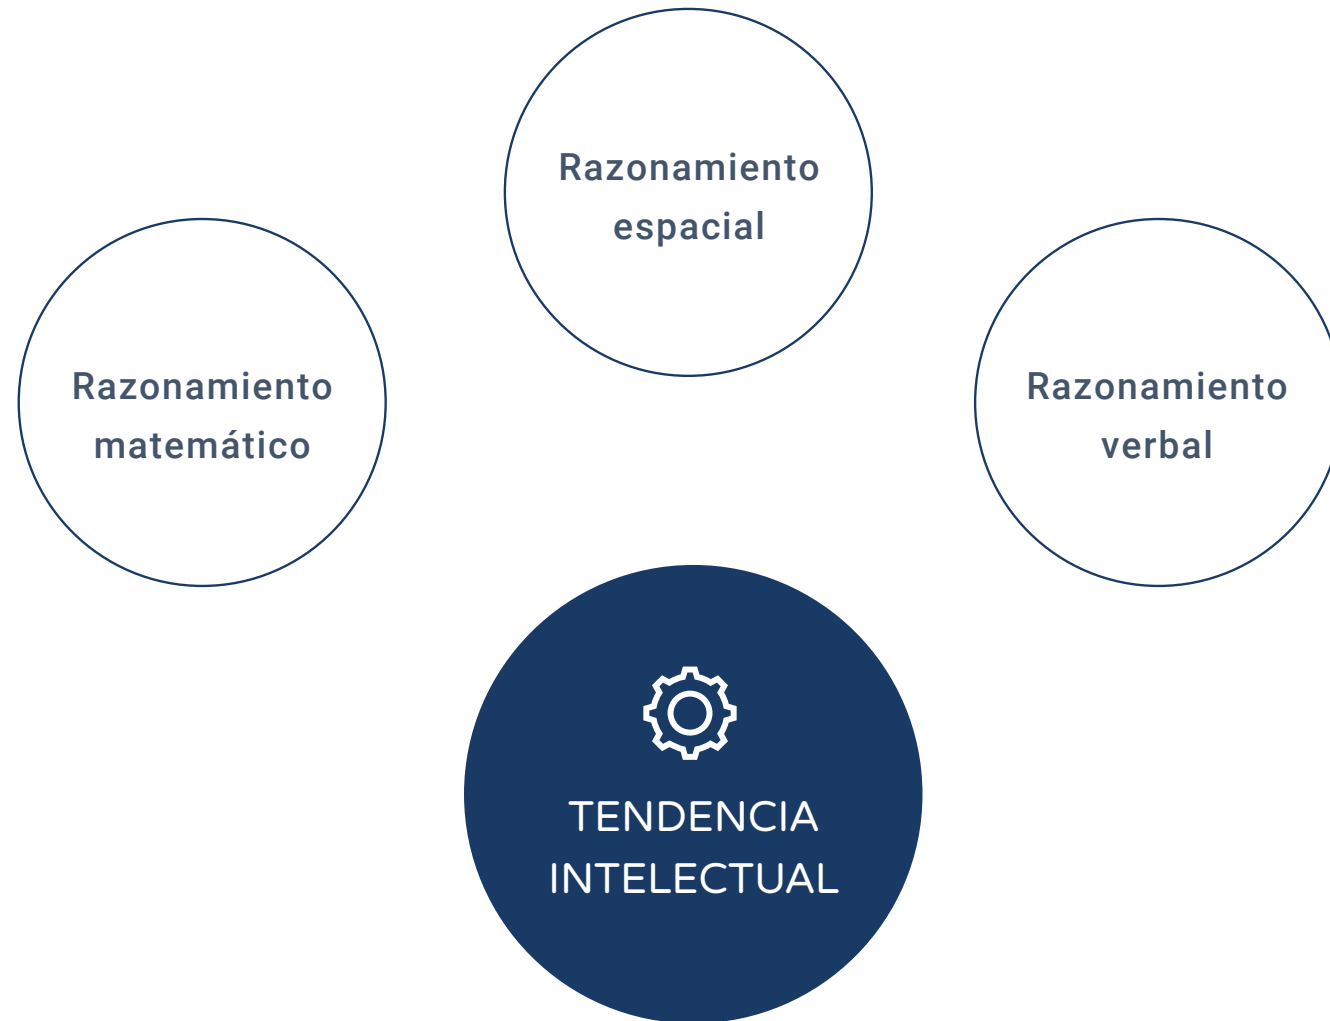 Razonamiento
espacial
Razonamiento
matemático
Razonamiento
verbal
TENDENCIA
INTELECTUAL